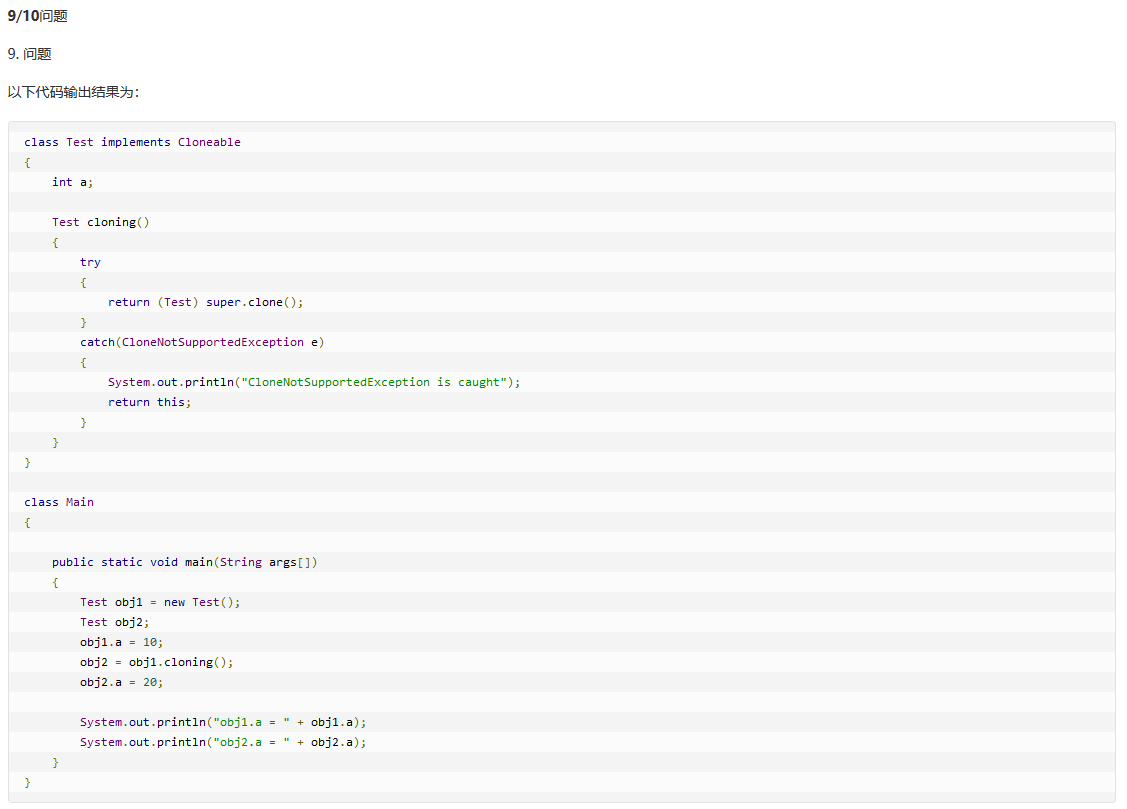 9/10问题
9. 问题
以下代码输出结果为：
class Test implements Cloneable
{
    int a;
    Test cloning()
    {
        try
        {
            return (Test) super.clone();
        }
        catch(CloneNotSupportedException e)
        {
            System.out.println("CloneNotSupportedException is caught");
            return this;
        }
    }
}
class Main
{
    public static void main(String args[])
    {
        Test obj1 = new Test();
        Test obj2;
        obj1.a = 10;
        obj2 = obj1.cloning();
        obj2.a = 20;
        System.out.println("obj1.a = " + obj1.a);
        System.out.println("obj2.a = " + obj2.a);
    }
}